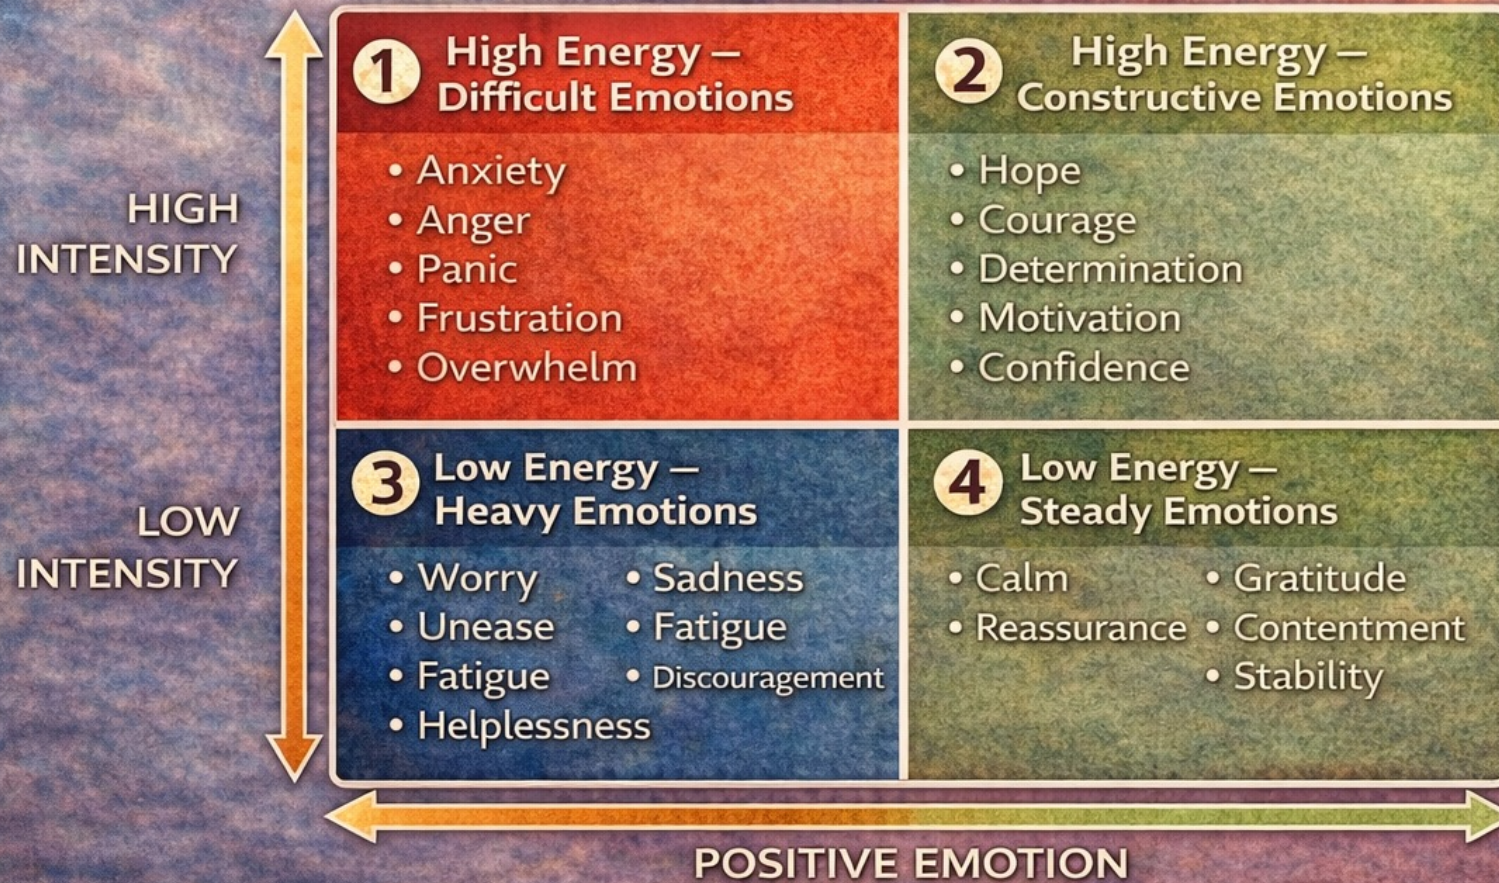 HIGH
INTENSITY
LOW
INTENSITY
1 High Energy –
Difficult Emotions
• Anxiety
• Anger
• Panic
• Frustration
• Overwhelm
2 High Energy –
Constructive Emotions
• Hope
• Courage
• Determination
• Motivation
• Confidence
3 Low Energy –
Heavy Emotions
• Worry
• Unease
• Fatigue
• Helplessness
• Sadness
• Fatigue
• Discouragement
4 Low Energy –
Steady Emotions
• Calm
• Reassurance
• Gratitude
• Contentment
• Stability
POSITIVE EMOTION